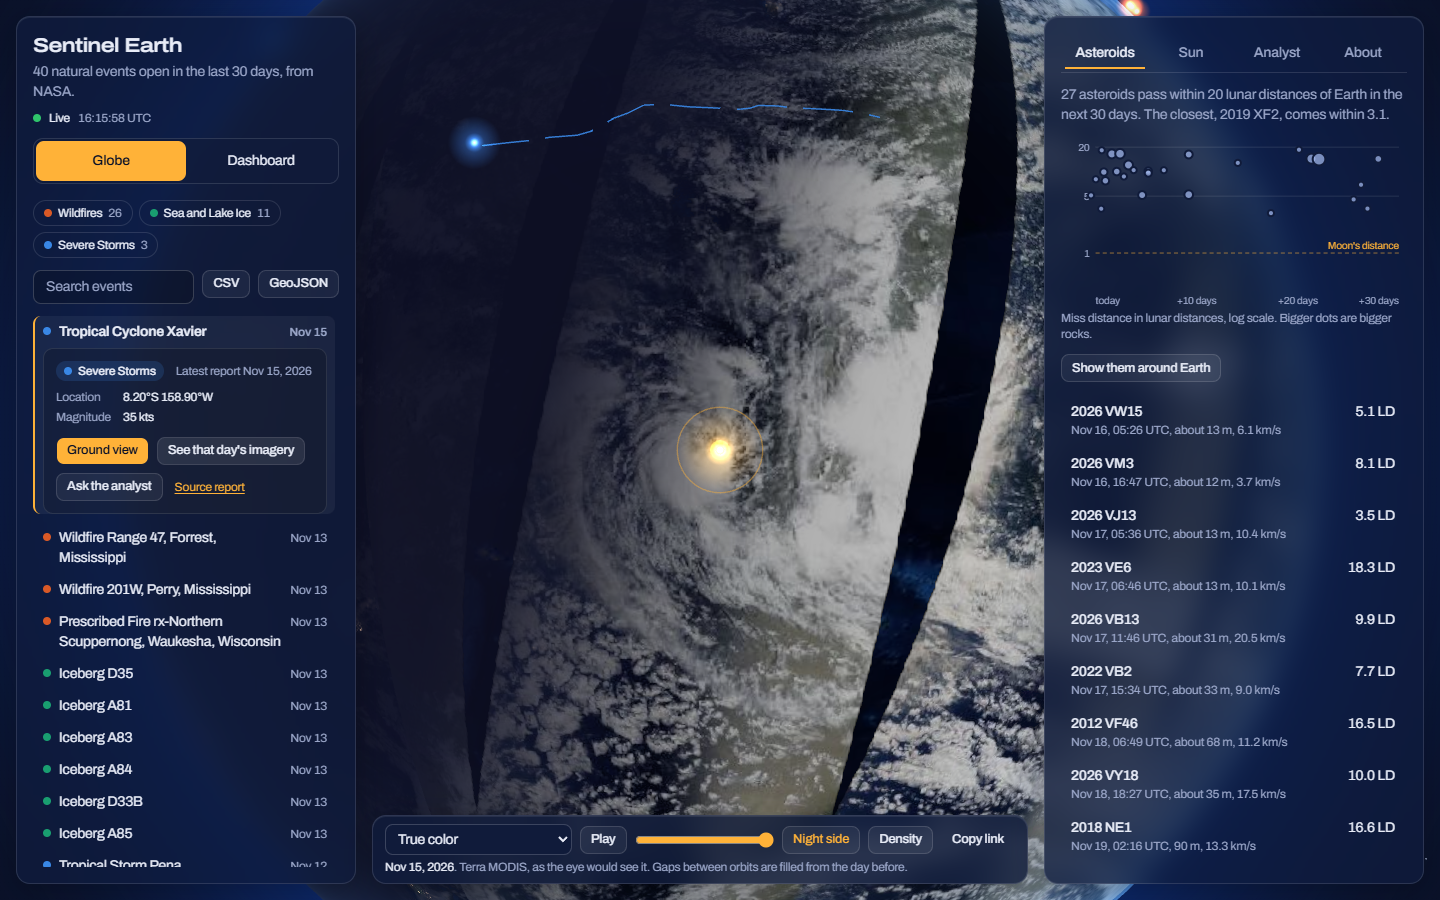 Sentinel Earth
40 natural events open in the last 30 days, from
NASA.
Live 16:15:58 UTC
Globe Dashboard
Wildfires 26 Sea and Lake Ice 11
Severe Storms 3
Search events CSV GeoJSON
Tropical Cyclone Xavier Nov 15
Severe Storms Latest report Nov 15, 2026
Location 8.20°S 158.90°W
Magnitude 35 kts
Ground view See that day's imagery
Ask the analyst Source report
Wildfire Range 47, Forrest, Nov 13
Mississippi
Wildfire 201W, Perry, Mississippi Nov 13
Prescribed Fire rx-Northern Nov 13
Scuppernong, Waukesha, Wisconsin
Iceberg D35 Nov 13
Iceberg A81 Nov 13
Iceberg A83 Nov 13
Iceberg A84 Nov 13
Iceberg D33B Nov 13
Iceberg A85 Nov 13
Tropical Storm Pena Nov 12
True color Play Night side Density Copy link
Nov 15, 2026. Terra MODIS, as the eye would see it. Gaps between orbits are filled from the day before.
Asteroids Sun Analyst About
27 asteroids pass within 20 lunar distances of Earth in the
next 30 days. The closest, 2019 XF2, comes within 3.1.
20
5
Moon's distance
1
today +10 days +20 days +30 days
Miss distance in lunar distances, log scale. Bigger dots are bigger
rocks.
Show them around Earth
2026 VW15 5.1 LD
Nov 16, 05:26 UTC, about 13 m, 6.1 km/s
2026 VM3 8.1 LD
Nov 16, 16:47 UTC, about 12 m, 3.7 km/s
2026 VJ13 3.5 LD
Nov 17, 05:36 UTC, about 13 m, 10.4 km/s
2023 VE6 18.3 LD
Nov 17, 06:46 UTC, about 13 m, 10.1 km/s
2026 VB13 9.9 LD
Nov 17, 11:46 UTC, about 31 m, 20.5 km/s
2022 VB2 7.7 LD
Nov 17, 15:34 UTC, about 33 m, 9.0 km/s
2012 VF46 16.5 LD
Nov 18, 06:49 UTC, about 68 m, 11.2 km/s
2026 VY18 10.0 LD
Nov 18, 18:27 UTC, about 35 m, 17.5 km/s
2018 NE1 16.6 LD
Nov 19, 02:16 UTC, 90 m, 13.3 km/s